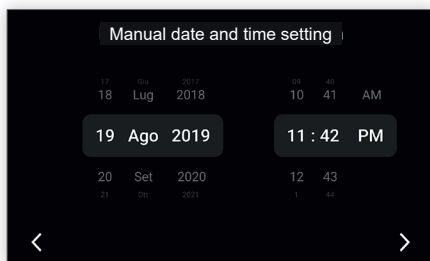 Manual date and time setting
17 Giu 2017 09 40
18 Lug 2018 10 41 AM
19 Ago 2019 11 : 42 PM
20 Set 2020 12 43
21 Ott 2021 1 44